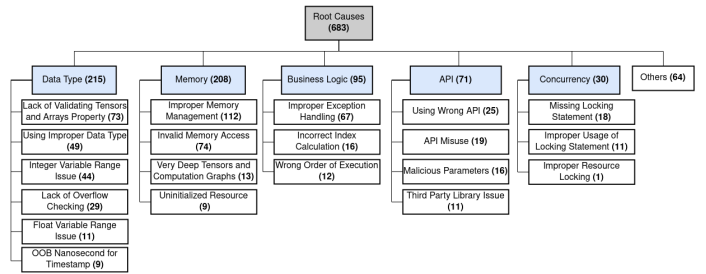 Root Causes
(683)
Data Type (215)
Memory (208)
Business Logic (95)
API (71)
Concurrency (30)
Others (64)
Lack of Validating Tensors
and Arrays Property (73)
Using Improper Data Type
(49)
Integer Variable Range
Issue (44)
Lack of Overflow
Checking (29)
Float Variable Range
Issue (11)
OOB Nanosecond for
Timestamp (9)
Improper Memory
Management (112)
Invalid Memory Access
(74)
Very Deep Tensors and
Computation Graphs (13)
Uninitialized Resource
(9)
Improper Exception
Handling (67)
Incorrect Index
Calculation (16)
Wrong Order of Execution
(12)
Using Wrong API (25)
API Misuse (19)
Malicious Parameters (16)
Third Party Library Issue
(11)
Missing Locking
Statement (18)
Improper Usage of
Locking Statement (11)
Improper Resource
Locking (1)